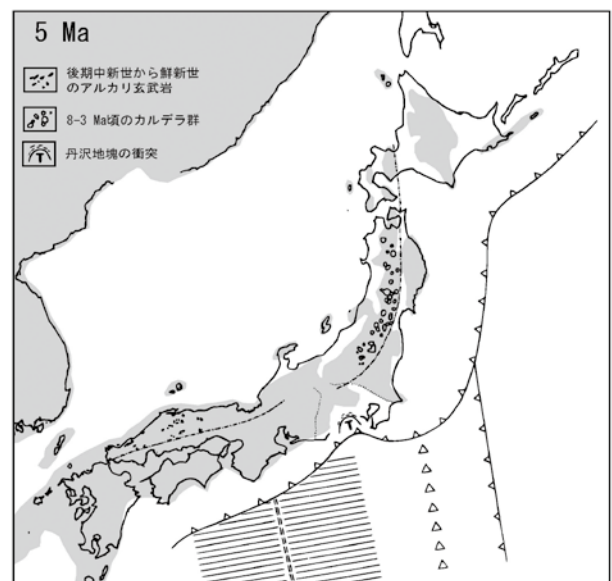 5 Ma
後期中新世から鮮新世
のアルカリ玄武岩
8-3 Ma頃のカルデラ群
T
丹沢地塊の衝突
T